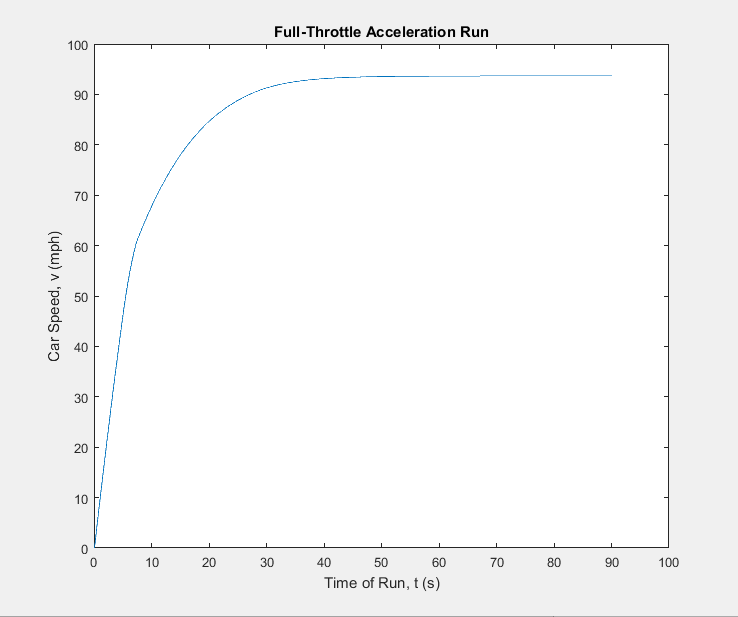 Full-Throttle Acceleration Run
100
90
80
70
60
50
40
30
20
10
0
Car Speed, v (mph)
0 10 20 30 40 50 60 70 80 90 100
Time of Run, t (s)